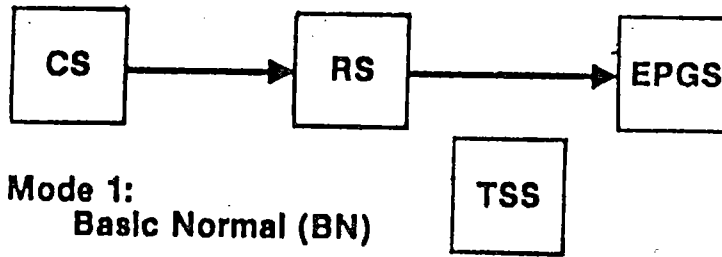 CS
RS
EPGS
TSS
Mode 1:
Basic Normal (BN)